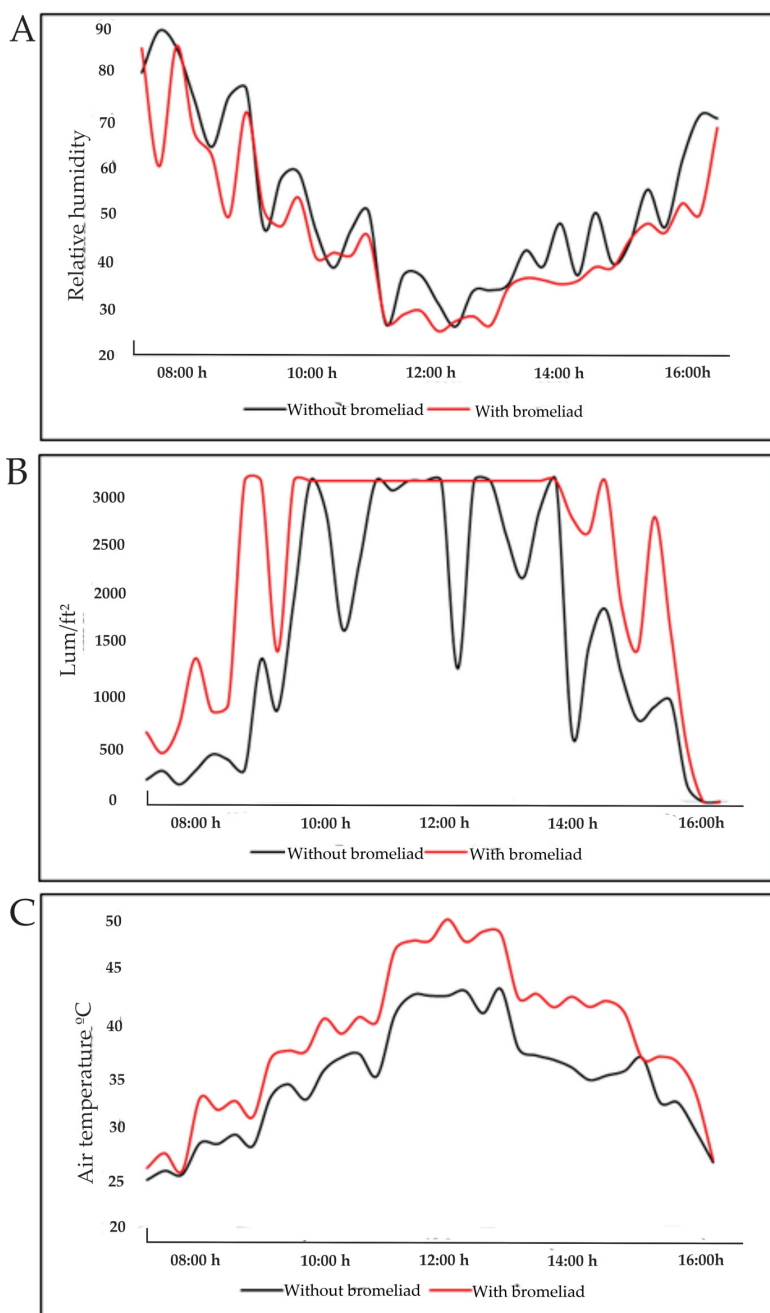 A
90
80
70
60
50
40
30
20
Relative humidity
08:00 h 10:00 h 12:00 h 14:00 h 16:00h
Without bromeliad With bromeliad
B
3000
2500
2000
1500
1000
500
0
Lum/ft²
08:00 h 10:00 h 12:00 h 14:00 h 16:00h
Without bromeliad With bromeliad
C
50
45
40
35
30
25
20
Air temperature ºC
08:00 h 10:00 h 12:00 h 14:00 h 16:00h
Without bromeliad With bromeliad